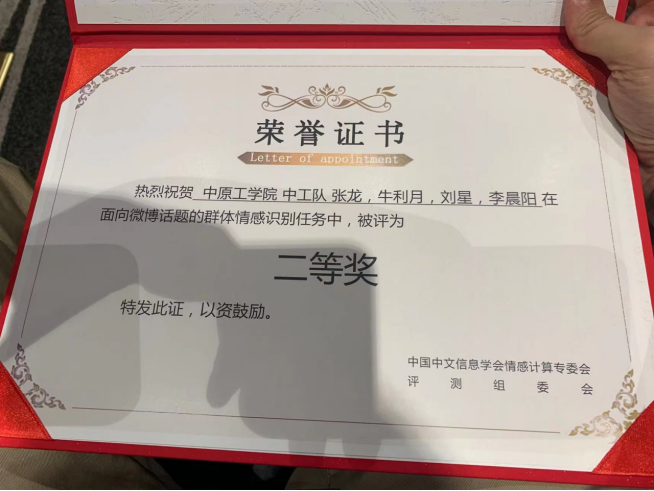 荣誉证书
Letter of appointment
热烈祝贺 中原工学院 中工队 张龙，牛利月，刘星，李晨阳 在
面向微博话题的群体情感识别任务中，被评为
二等奖
特发此证，以资鼓励。
中国中文信息学会情感计算专委会
评测组委会